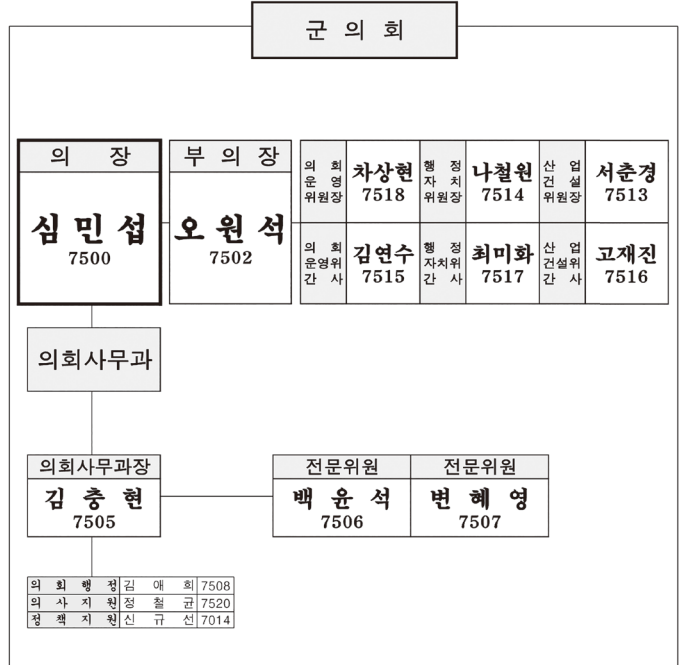 군 의 회
의 장
심 민 섭
7500
부 의 장
오 원 석
7502
의 회
운 영
위원장
차상현
7518
행 정
자 치
위원장
나철원
7514
산 업
건 설
위원장
서춘경
7513
의 회
운영위
간 사
김연수
7515
행 정
자치위
간 사
최미화
7517
산 업
건설위
간 사
고재진
7516
의회사무과
의회사무과장
김 충 현
7505
전문위원
백 윤 석
7506
전문위원
변 혜 영
7507
의 회 행 정 김 애 희 7508
의 사 지 원 정 철 균 7520
정 책 지 원 신 규 선 7014